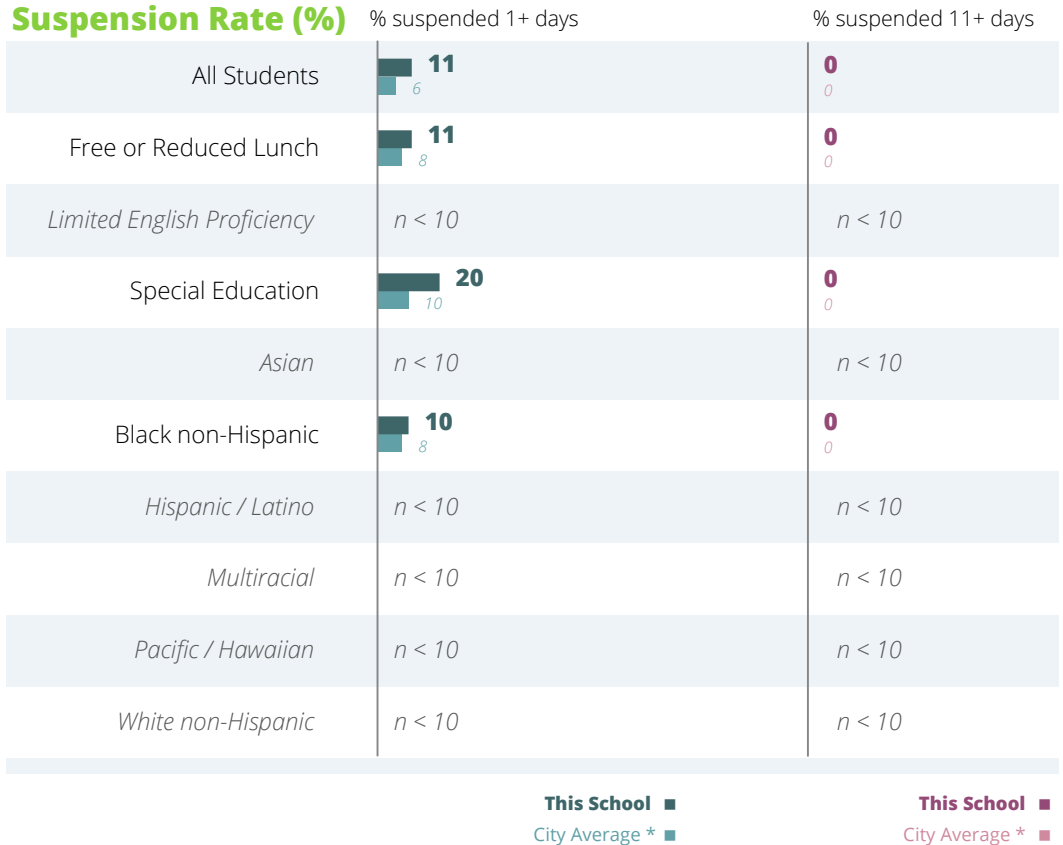 Suspension Rate (%) % suspended 1+ days % suspended 11+ days
All Students 11 0
6 0
Free or Reduced Lunch 11 0
8 0
Limited English Proficiency n < 10 n < 10
Special Education 20 0
10 0
Asian n < 10 n < 10
Black non-Hispanic 10 0
8 0
Hispanic / Latino n < 10 n < 10
Multiracial n < 10 n < 10
Pacific / Hawaiian n < 10 n < 10
White non-Hispanic n < 10 n < 10
This School This School
City Average * City Average *